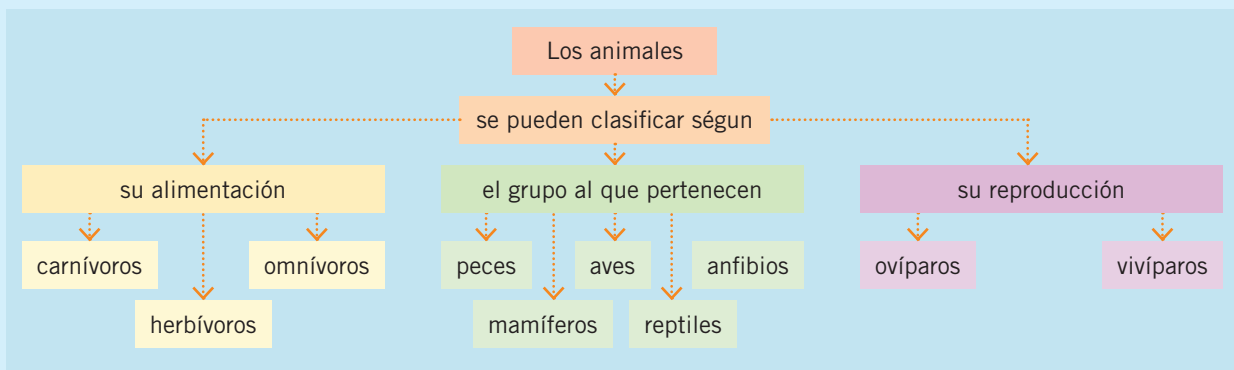 Los animales
se pueden clasificar ségun
su alimentación
el grupo al que pertenecen
su reproducción
carnívoros
omnívoros
peces
aves
anfibios
ovíparos
vivíparos
herbívoros
mamíferos
reptiles